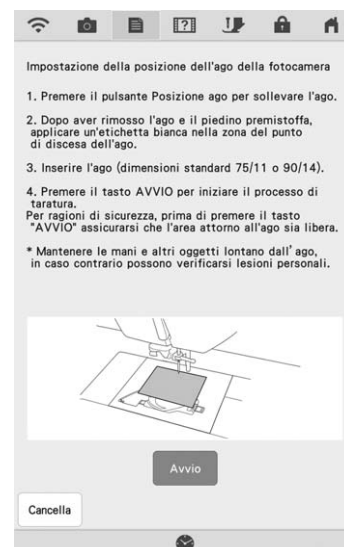 Impostazione della posizione dell'ago della fotocamera
1. Premere il pulsante Posizione ago per sollevare l'ago.
2. Dopo aver rimosso l'ago e il piedino premistoffa,
applicare un'etichetta bianca nella zona del punto
di discesa dell'ago.
3. Inserire l'ago (dimensioni standard 75/11 o 90/14).
4. Premere il tasto AVVIO per iniziare il processo di
taratura.
Per ragioni di sicurezza, prima di premere il tasto
"AVVIO" assicurarsi che l'area attorno all'ago sia libera.
* Mantenere le mani e altri oggetti lontano dall'ago,
in caso contrario possono verificarsi lesioni personali.
Avvio
Cancella